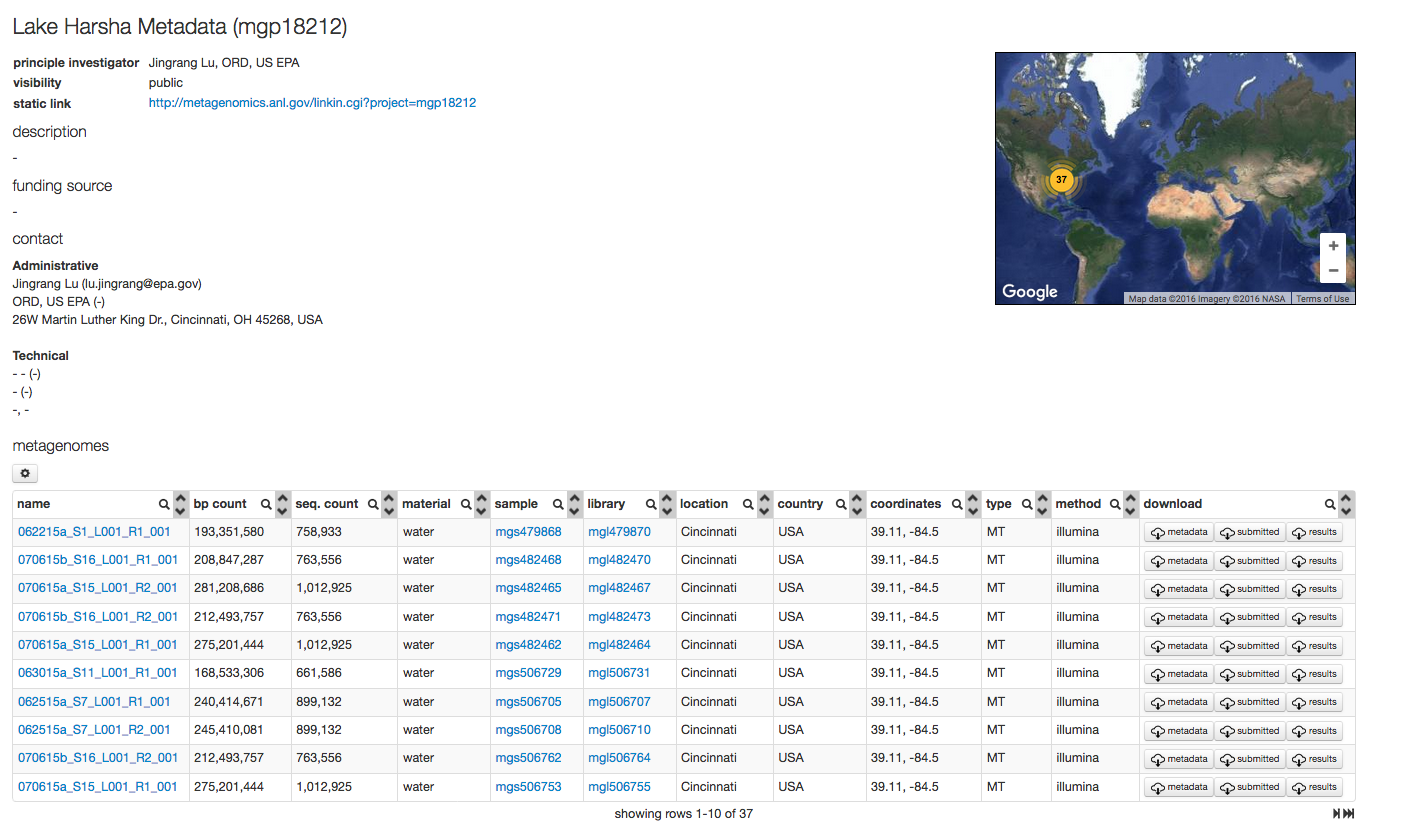 Lake Harsha Metadata (mgp18212)
principle investigator Jingrang Lu, ORD, US EPA
visibility public
static link http://metagenomics.anl.gov/linkin.cgi?project=mgp18212
description
-
funding source
-
contact
Administrative
Jingrang Lu (lu.jingrang@epa.gov)
ORD, US EPA (-)
26W Martin Luther King Dr., Cincinnati, OH 45268, USA
Technical
- - (-)
- (-)
-, -
37
+
−
Google
Map data ©2016 Imagery ©2016 NASA Terms of Use
metagenomes
name bp count seq. count material sample library location country coordinates type method download
062215a_S1_L001_R1_001 193,351,580 758,933 water mgs479868 mgl479870 Cincinnati USA 39.11, -84.5 MT illumina metadata submitted results
070615b_S16_L001_R1_001 208,847,287 763,556 water mgs482468 mgl482470 Cincinnati USA 39.11, -84.5 MT illumina metadata submitted results
070615a_S15_L001_R2_001 281,208,686 1,012,925 water mgs482465 mgl482467 Cincinnati USA 39.11, -84.5 MT illumina metadata submitted results
070615b_S16_L001_R2_001 212,493,757 763,556 water mgs482471 mgl482473 Cincinnati USA 39.11, -84.5 MT illumina metadata submitted results
070615a_S15_L001_R1_001 275,201,444 1,012,925 water mgs482462 mgl482464 Cincinnati USA 39.11, -84.5 MT illumina metadata submitted results
063015a_S11_L001_R1_001 168,533,306 661,586 water mgs506729 mgl506731 Cincinnati USA 39.11, -84.5 MT illumina metadata submitted results
062515a_S7_L001_R1_001 240,414,671 899,132 water mgs506705 mgl506707 Cincinnati USA 39.11, -84.5 MT illumina metadata submitted results
062515a_S7_L001_R2_001 245,410,081 899,132 water mgs506708 mgl506710 Cincinnati USA 39.11, -84.5 MT illumina metadata submitted results
070615b_S16_L001_R2_001 212,493,757 763,556 water mgs506762 mgl506764 Cincinnati USA 39.11, -84.5 MT illumina metadata submitted results
070615a_S15_L001_R1_001 275,201,444 1,012,925 water mgs506753 mgl506755 Cincinnati USA 39.11, -84.5 MT illumina metadata submitted results
showing rows 1-10 of 37